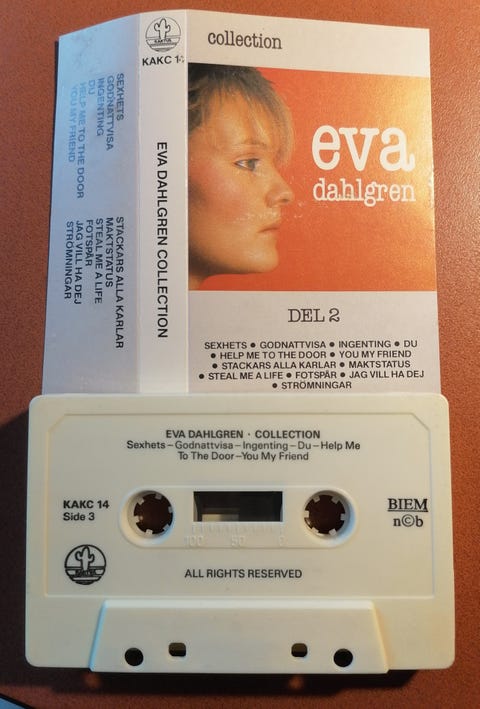 KAKTUS
KAKC 14
SEXHETS
GODNATTVISA
INGENTING
DU
HELP ME TO THE DOOR
YOU MY FRIEND
STACKARS ALLA KARLAR
MAKTSTATUS
STEAL ME A LIFE
FOTSPÅR
JAG VILL HA DEJ
STRÖMNINGAR
EVA DAHLGREN COLLECTION
collection
eva
dahlgren
DEL 2
SEXHETS • GODNATTVISA • INGENTING • DU
• HELP ME TO THE DOOR • YOU MY FRIEND
• STACKARS ALLA KARLAR • MAKTSTATUS
• STEAL ME A LIFE • FOTSPÅR • JAG VILL HA DEJ
• STRÖMNINGAR
EVA DAHLGREN · COLLECTION
Sexhets – Godnattvisa – Ingenting – Du – Help Me
To The Door – You My Friend
KAKC 14
Side 3
BIEM
n©b
100 50 0
KAKTUS
ALL RIGHTS RESERVED